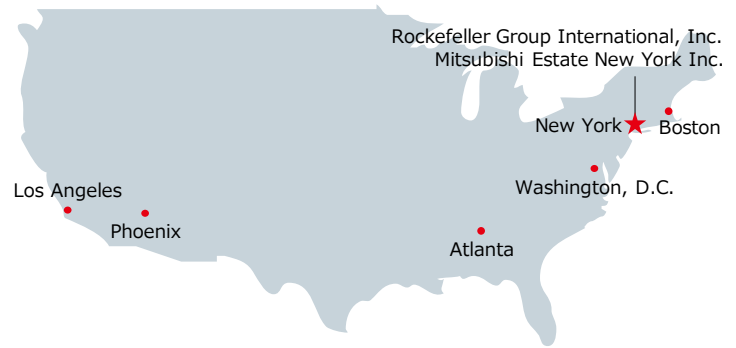 Rockefeller Group International, Inc.
Mitsubishi Estate New York Inc.
New York
Boston
Washington, D.C.
Los Angeles
Phoenix
Atlanta